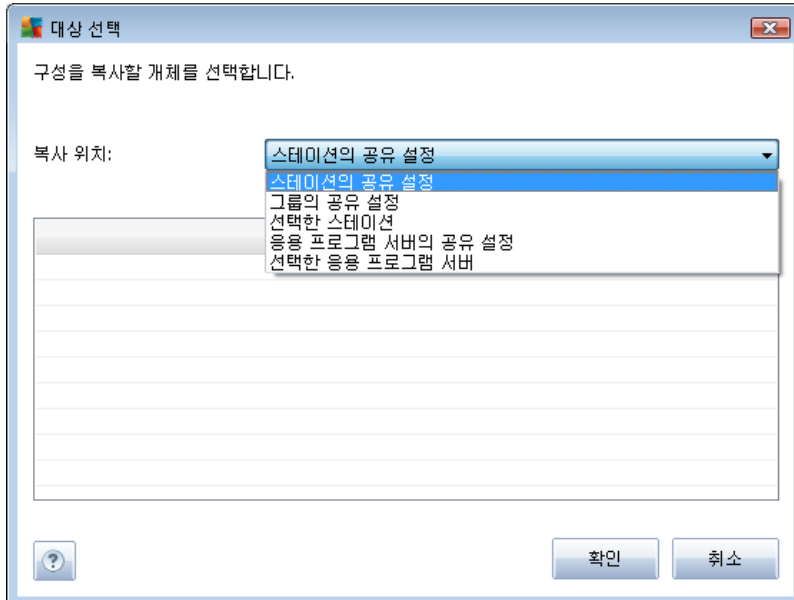 대상 선택
구성을 복사할 개체를 선택합니다.
복사 위치:
스테이션의 공유 설정
스테이션의 공유 설정
그룹의 공유 설정
선택한 스테이션
응용 프로그램 서버의 공유 설정
선택한 응용 프로그램 서버
?
확인
취소